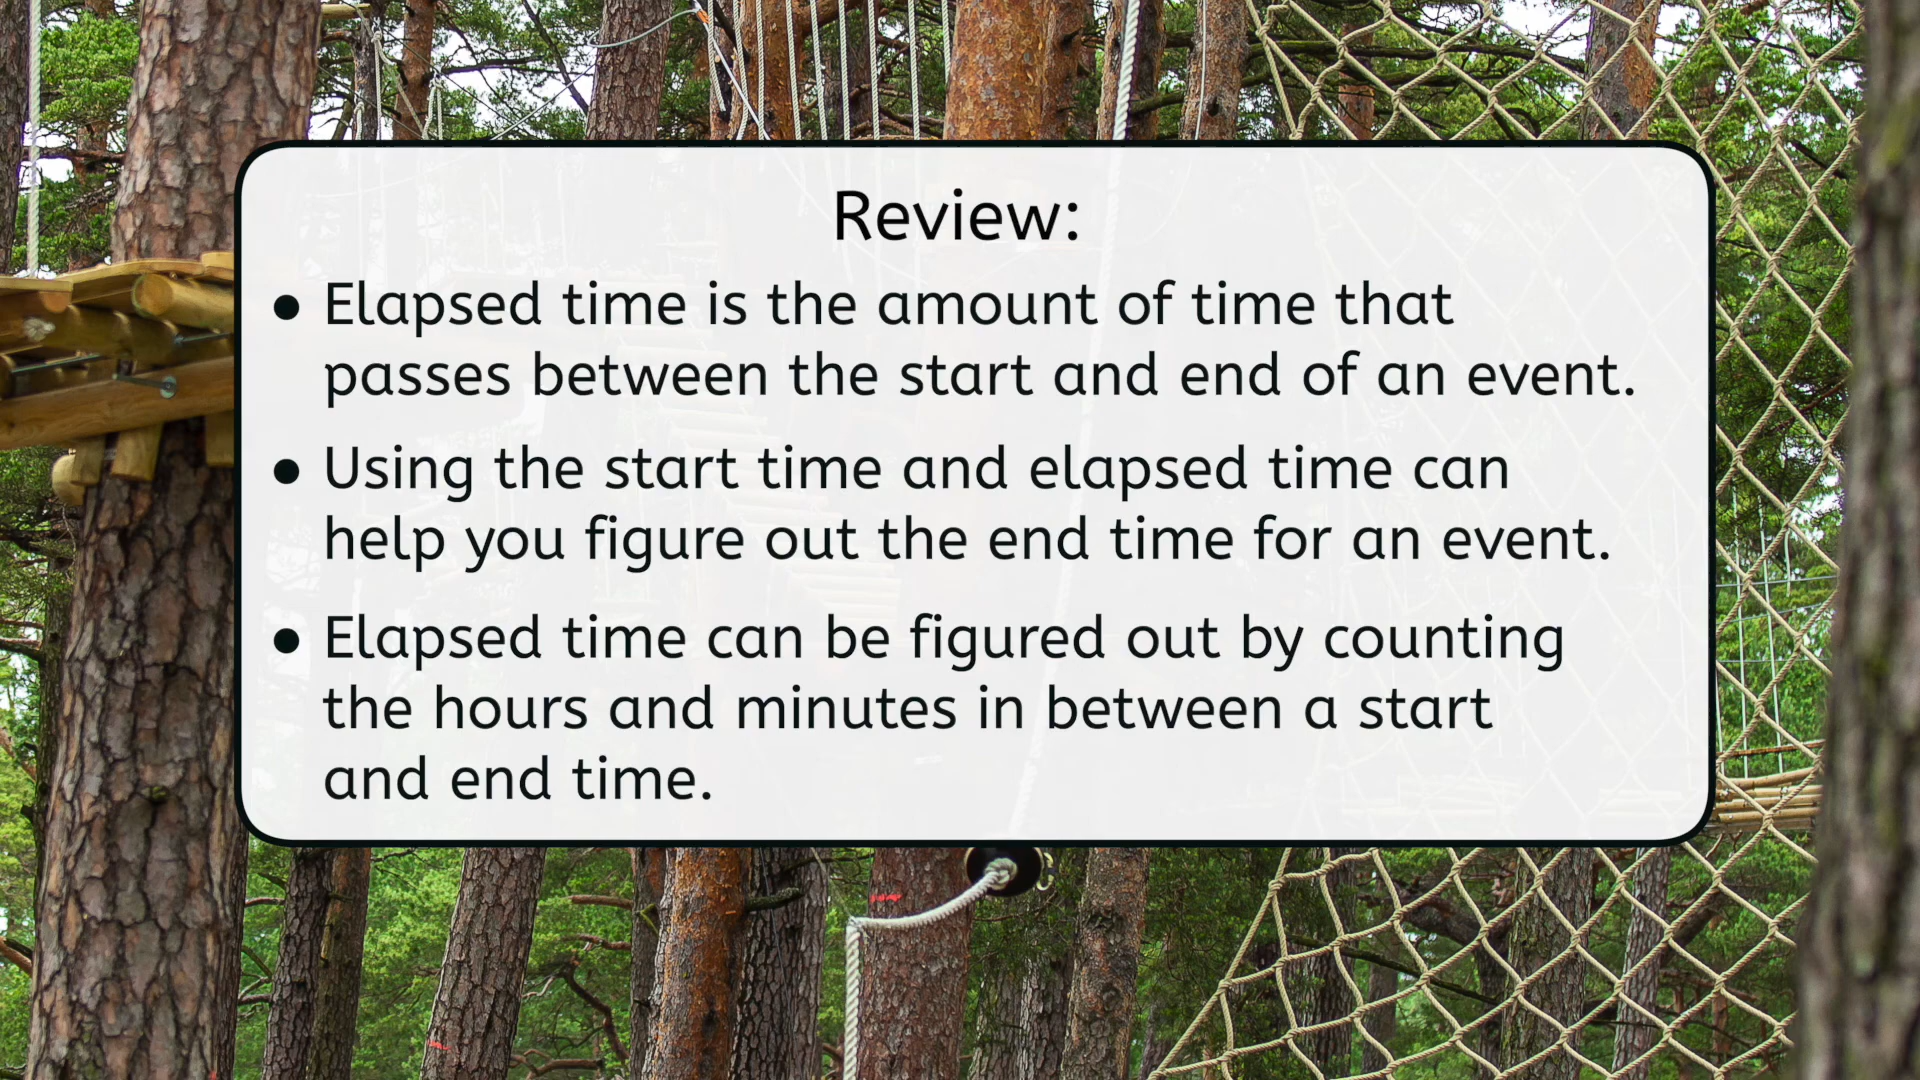 Review:
• Elapsed time is the amount of time that
passes between the start and end of an event.
• Using the start time and elapsed time can
help you figure out the end time for an event.
• Elapsed time can be figured out by counting
the hours and minutes in between a start
and end time.